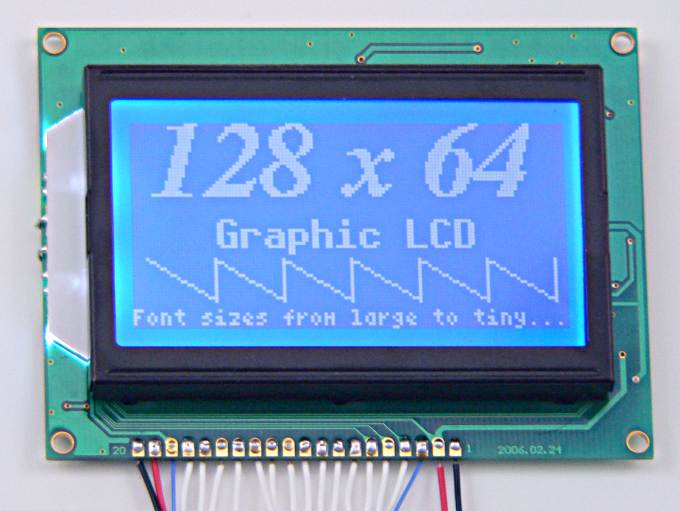 128 x 64
Graphic LCD
Font sizes from large to tiny...
20 1 2006.02.24